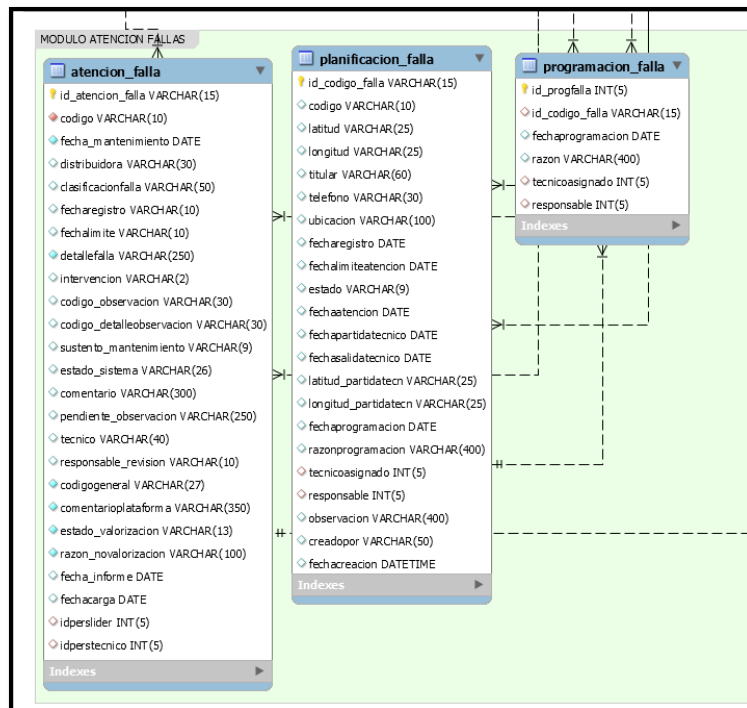 MODULO ATENCION FALLAS
atencion_falla
id_atencion_falla VARCHAR(15)
codigo VARCHAR(10)
fecha_mantenimiento DATE
distribuidora VARCHAR(30)
clasificacionfalla VARCHAR(50)
fecharegistro VARCHAR(10)
fechalimite VARCHAR(10)
detallefalla VARCHAR(250)
intervencion VARCHAR(2)
codigo_observacion VARCHAR(30)
codigo_detalleobservacion VARCHAR(30)
sustento_mantenimiento VARCHAR(9)
estado_sistema VARCHAR(26)
comentario VARCHAR(300)
pendiente_observacion VARCHAR(250)
tecnico VARCHAR(40)
responsable_revision VARCHAR(10)
codigogeneral VARCHAR(27)
comentarioplataforma VARCHAR(350)
estado_valorizacion VARCHAR(13)
razon_novalorizacion VARCHAR(100)
fecha_informe DATE
fechacarga DATE
idperslider INT(5)
idperstecnico INT(5)
Indexes
planificacion_falla
id_codigo_falla VARCHAR(15)
codigo VARCHAR(10)
latitud VARCHAR(25)
longitud VARCHAR(25)
titular VARCHAR(60)
telefono VARCHAR(30)
ubicacion VARCHAR(100)
fecharegistro DATE
fechalimiteatencion DATE
estado VARCHAR(9)
fechaatencion DATE
fechapartidatecnico DATE
fechasalidatecnico DATE
latitud_partidatecn VARCHAR(25)
longitud_partidatecn VARCHAR(25)
fechaprogramacion DATE
razonprogramacion VARCHAR(400)
tecnicoasignado INT(5)
responsable INT(5)
observacion VARCHAR(400)
creadopor VARCHAR(50)
fechacreacion DATETIME
Indexes
programacion_falla
id_progfalla INT(5)
id_codigo_falla VARCHAR(15)
fechaprogramacion DATE
razon VARCHAR(400)
tecnicoasignado INT(5)
responsable INT(5)
Indexes